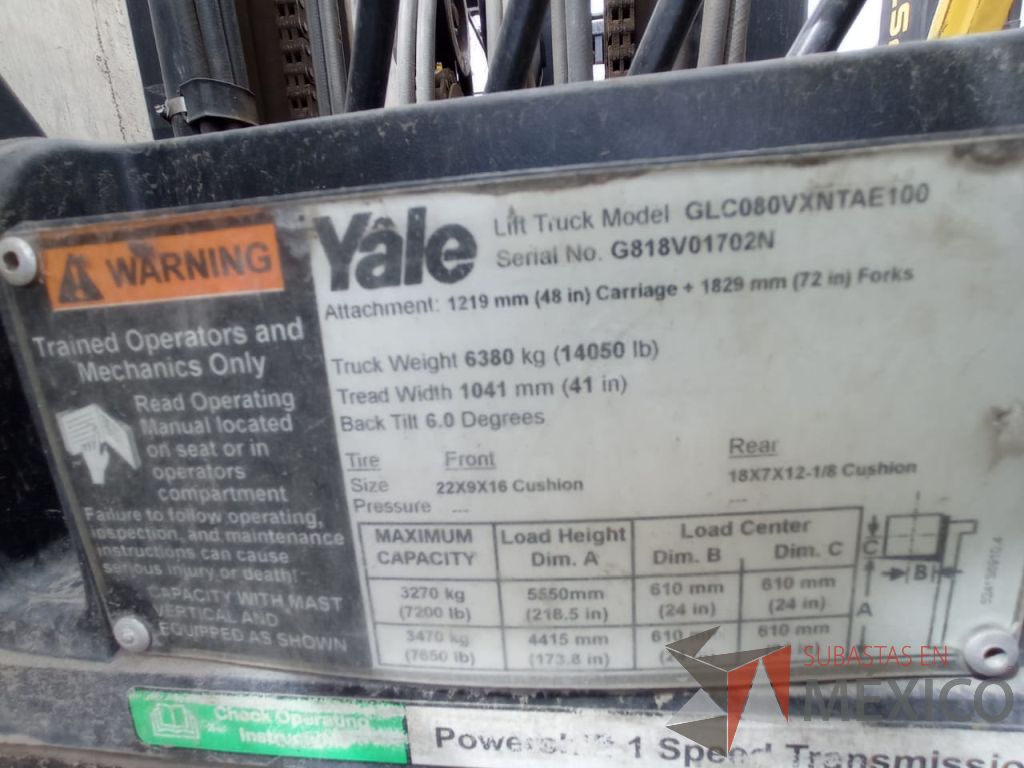 WARNING
Trained Operators and
Mechanics Only
Read Operating
Manual located
on seat or in
operators
compartment
Failure to follow operating,
inspection, and maintenance
instructions can cause
serious injury or death!
CAPACITY WITH MAST
VERTICAL AND
EQUIPPED AS SHOWN
Yale
Lift Truck Model GLC080VXNTAE100
Serial No. G818V01702N
Attachment: 1219 mm (48 in) Carriage + 1829 mm (72 in) Forks
Truck Weight 6380 kg (14050 lb)
Tread Width 1041 mm (41 in)
Back Tilt 6.0 Degrees
Tire Front Rear
Size 22X9X16 Cushion 18X7X12-1/8 Cushion
Pressure --- ---
MAXIMUM CAPACITY Load Height Dim. A Load Center Dim. B Dim. C
3270 kg (7200 lb) 5550mm (218.5 in) 610 mm (24 in) 610 mm (24 in)
3470 kg (7650 lb) 4415 mm (173.8 in) 610 610 mm
C
B
A
Check Operating
Powershift 1 Speed Transmissio
SUBASTAS EN
MEXICO